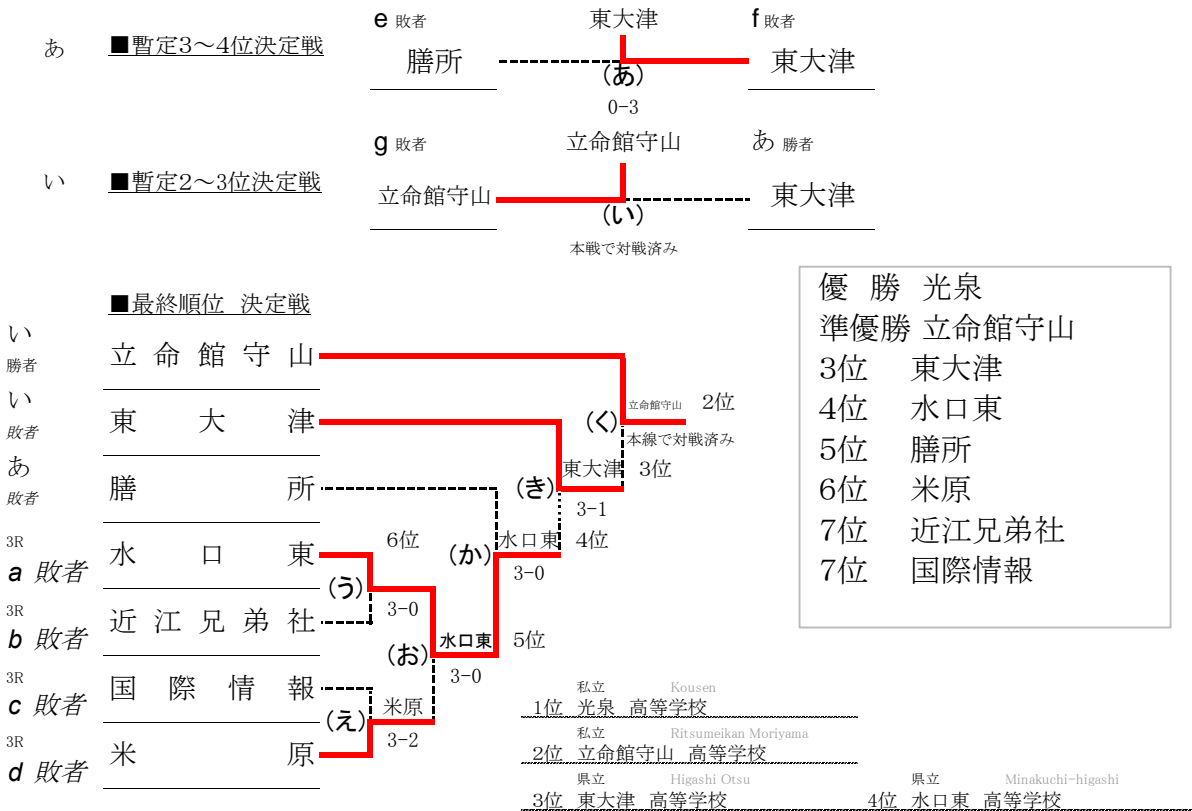 e 敗者 東大津 f 敗者
あ ■暫定3～4位決定戦
膳所 (あ) 東大津
0-3
g 敗者 立命館守山 あ 勝者
い ■暫定2～3位決定戦
立命館守山 (い) 東大津
本戦で対戦済み
優 勝 光泉
準優勝 立命館守山
3位 東大津
4位 水口東
5位 膳所
6位 米原
7位 近江兄弟社
7位 国際情報
■最終順位 決定戦
い
勝者
立命館守山
い
敗者
東大津
立命館守山 2位
(く)
本線で対戦済み
あ
敗者
膳所
東大津 3位
(き)
3-1
3R
a 敗者
水口東
6位
(か)
水口東 4位
3-0
(う)
3-0
3R
b 敗者
近江兄弟社
水口東 5位
(お)
3-0
3R
c 敗者
国際情報
米原
(え)
3-2
3R
d 敗者
米原
私立 Kousen
1位 光泉 高等学校
私立 Ritsumeikan Moriyama
2位 立命館守山 高等学校
県立 Higashi Otsu 県立 Minakuchi-higashi
3位 東大津 高等学校 4位 水口東 高等学校